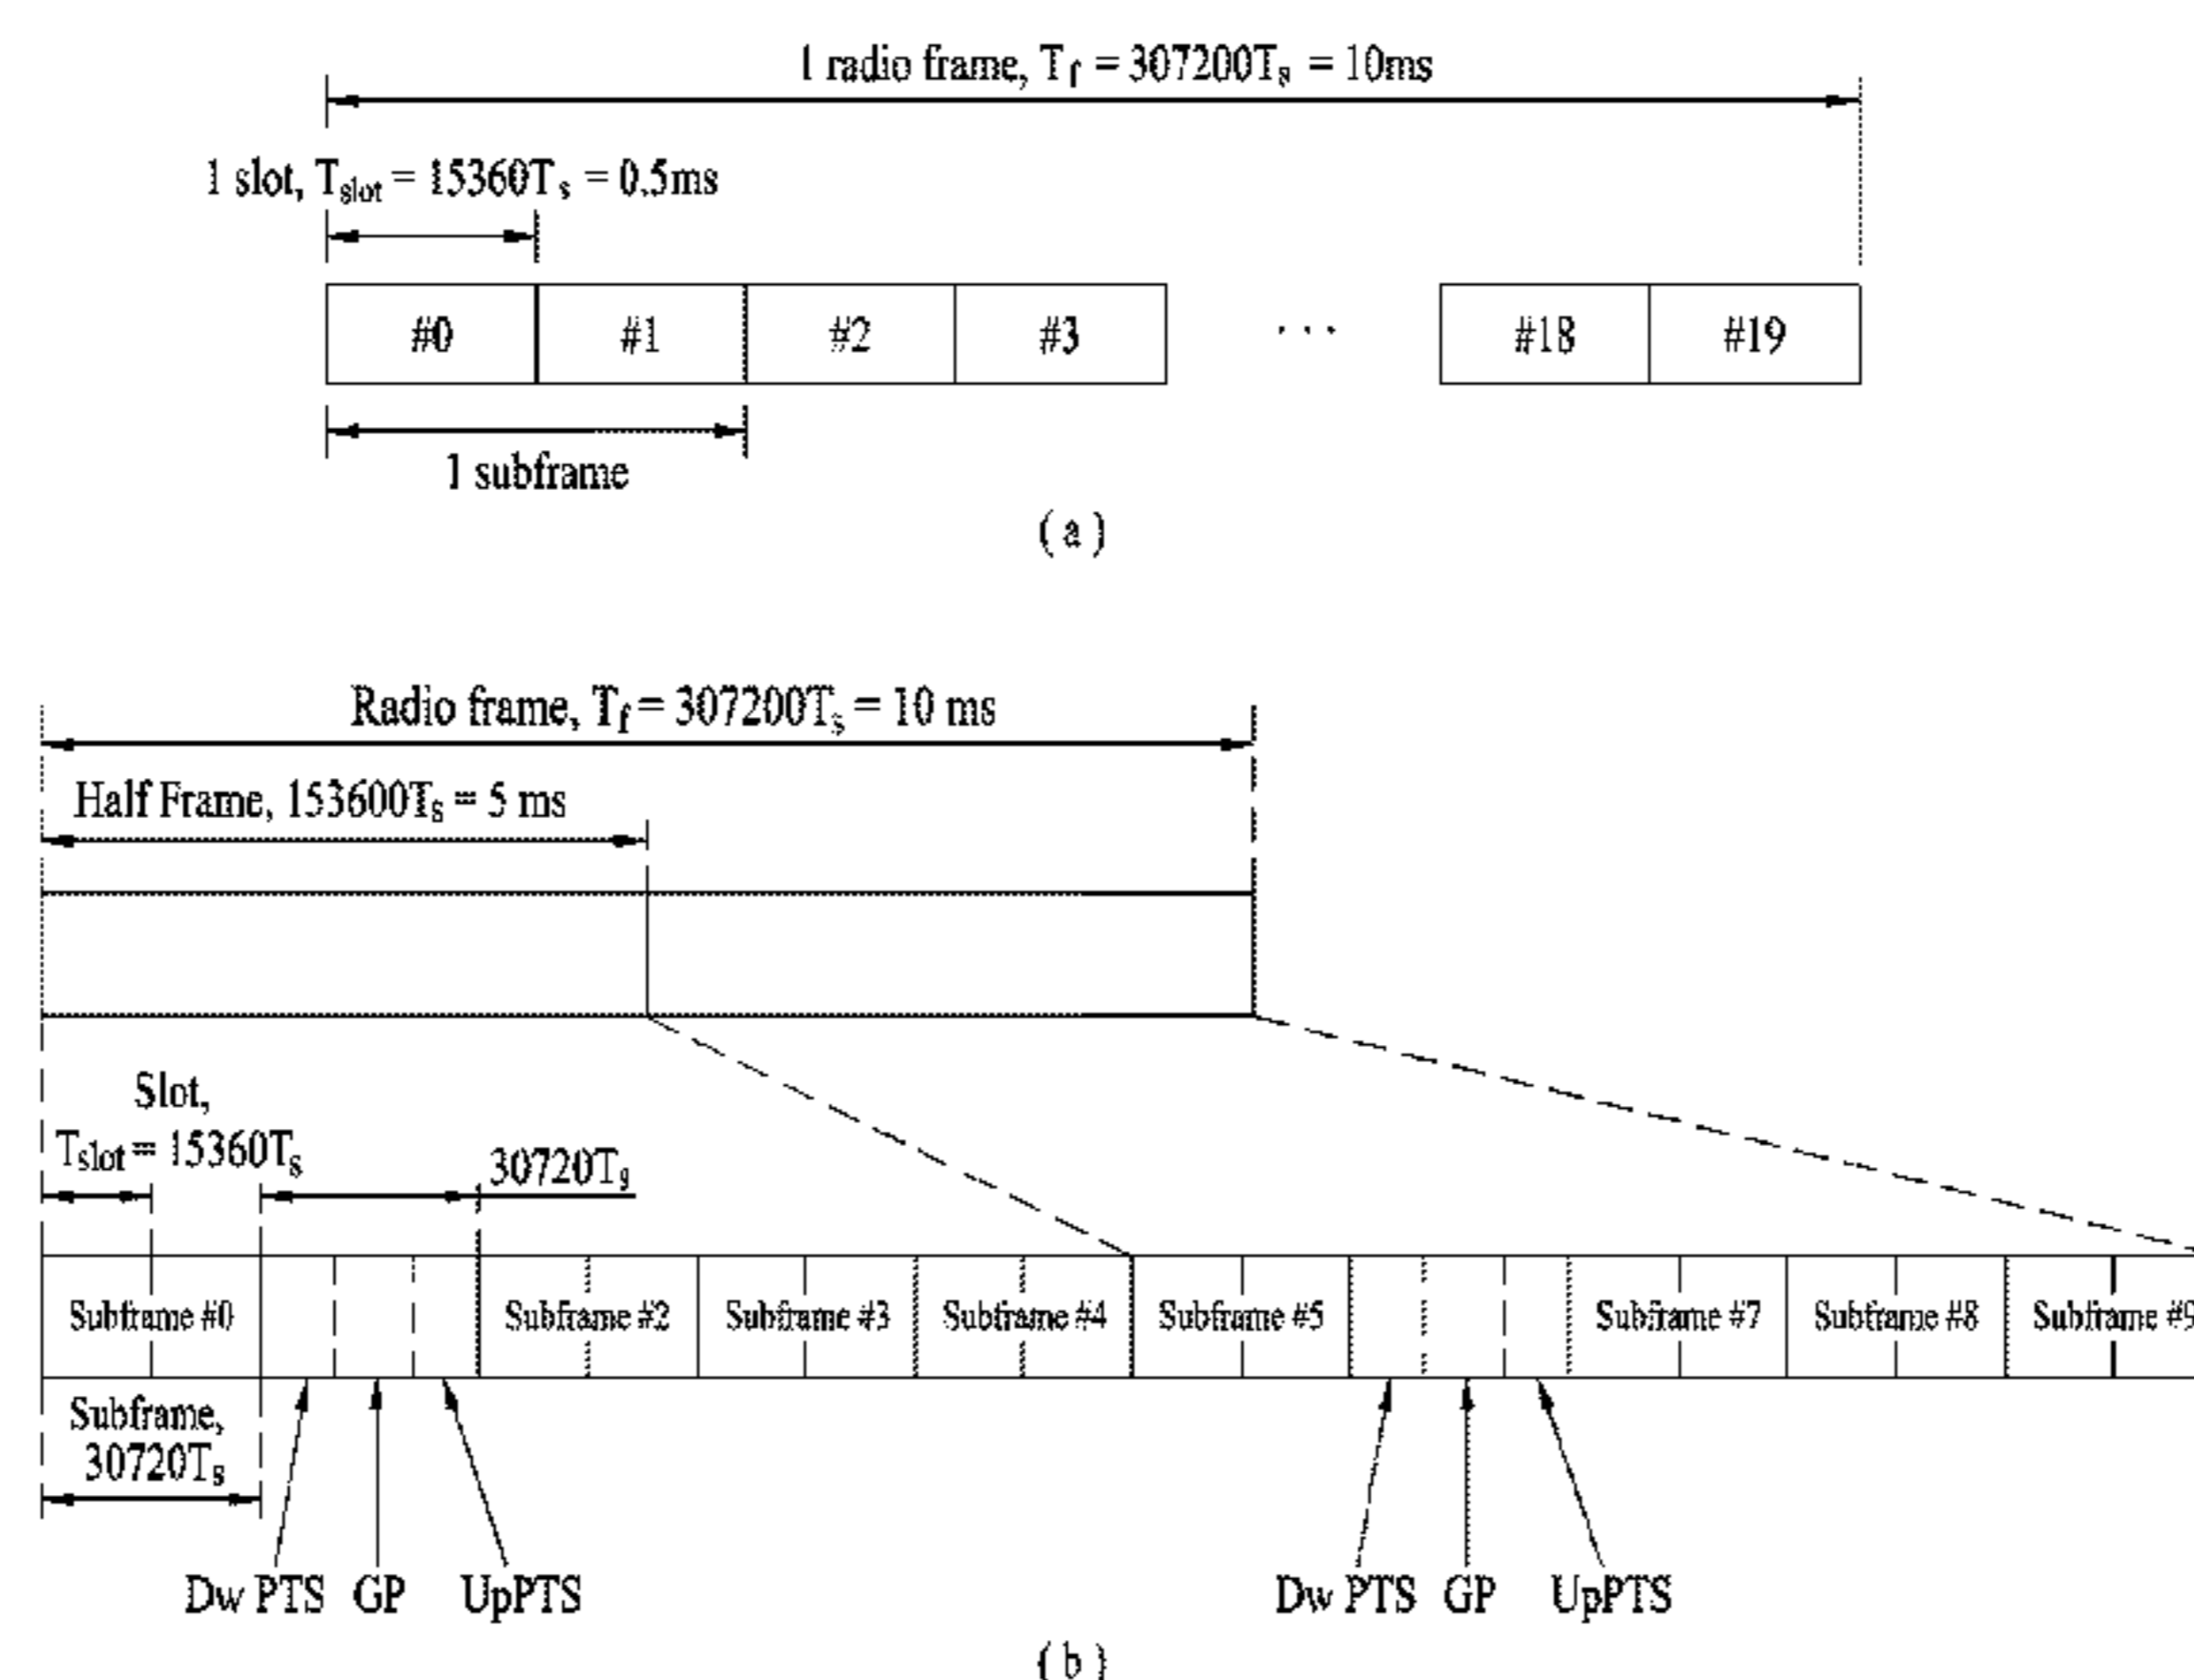 1 radio frame, Tf = 307200Ts = 10ms
1 slot, Tslot = 15360Ts = 0.5ms
#0 #1 #2 #3 ··· #18 #19
1 subframe
( a )
Radio frame, Tf = 307200Ts = 10 ms
Half Frame, 153600Ts = 5 ms
Slot,
Tslot = 15360Ts
30720Ts
Subframe #0 Subframe #2 Subframe #3 Subframe #4 Subframe #5 Subframe #7 Subframe #8 Subframe #9
Subframe,
30720Ts
Dw PTS GP UpPTS Dw PTS GP UpPTS
( b )